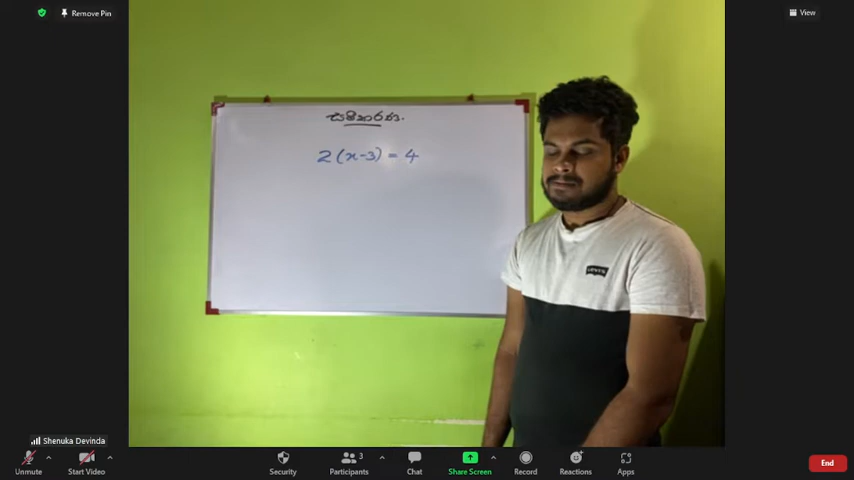 Remove Pin
View
සමීකරණ.
2(x-3) = 4
LEVI'S
Shenuka Devinda
3
Unmute
Start Video
Security
Participants
Chat
Share Screen
Record
Reactions
Apps
End